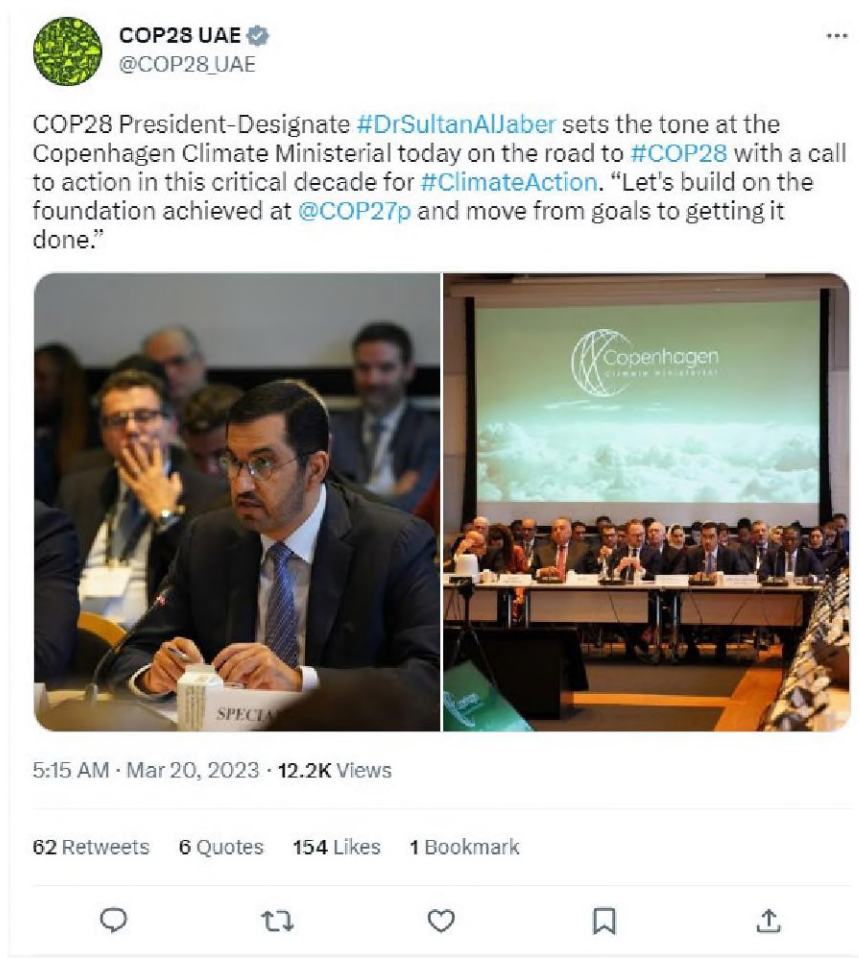 COP28 UAE
@COP28_UAE
COP28 President-Designate #DrSultanAlJaber sets the tone at the
Copenhagen Climate Ministerial today on the road to #COP28 with a call
to action in this critical decade for #ClimateAction. “Let's build on the
foundation achieved at @COP27p and move from goals to getting it
done.”
Copenhagen
Climate Ministerial
SPECIA
5:15 AM · Mar 20, 2023 · 12.2K Views
62 Retweets 6 Quotes 154 Likes 1 Bookmark